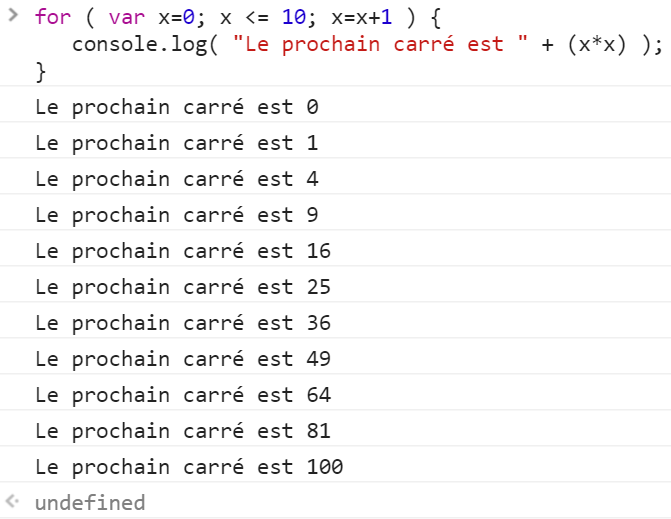 for ( var x=0; x <= 10; x=x+1 ) {
console.log( "Le prochain carré est " + (x*x) );
}
Le prochain carré est 0
Le prochain carré est 1
Le prochain carré est 4
Le prochain carré est 9
Le prochain carré est 16
Le prochain carré est 25
Le prochain carré est 36
Le prochain carré est 49
Le prochain carré est 64
Le prochain carré est 81
Le prochain carré est 100
undefined